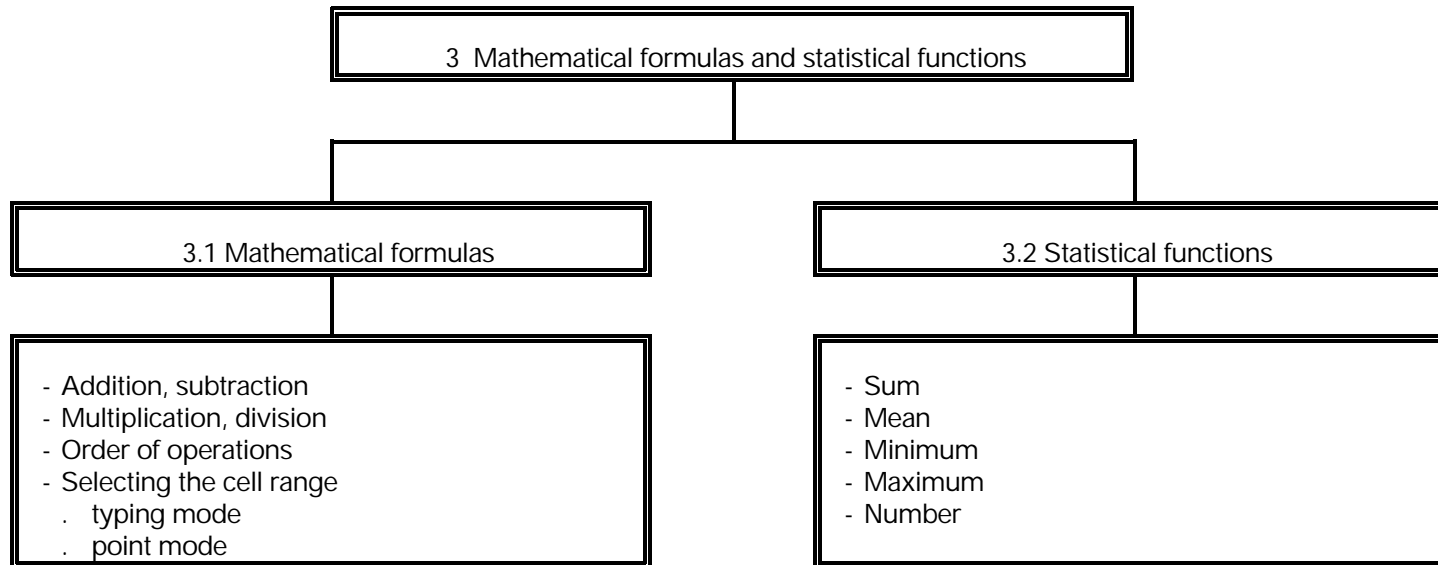 3 Mathematical formulas and statistical functions
3.1 Mathematical formulas
- Addition, subtraction
- Multiplication, division
- Order of operations
- Selecting the cell range
. typing mode
. point mode
3.2 Statistical functions
- Sum
- Mean
- Minimum
- Maximum
- Number